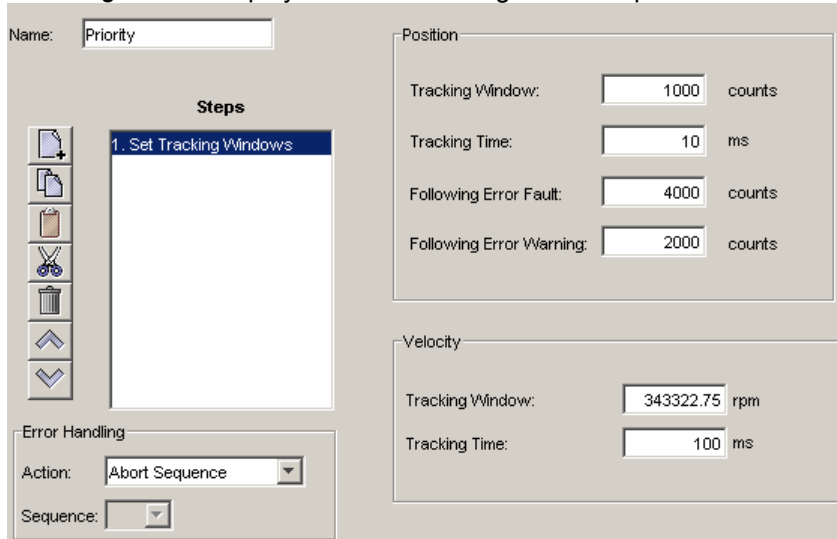 Name: Priority
Steps
1. Set Tracking Windows
Error Handling
Action: Abort Sequence
Sequence:
Position
Tracking Window: 1000 counts
Tracking Time: 10 ms
Following Error Fault: 4000 counts
Following Error Warning: 2000 counts
Velocity
Tracking Window: 343322.75 rpm
Tracking Time: 100 ms